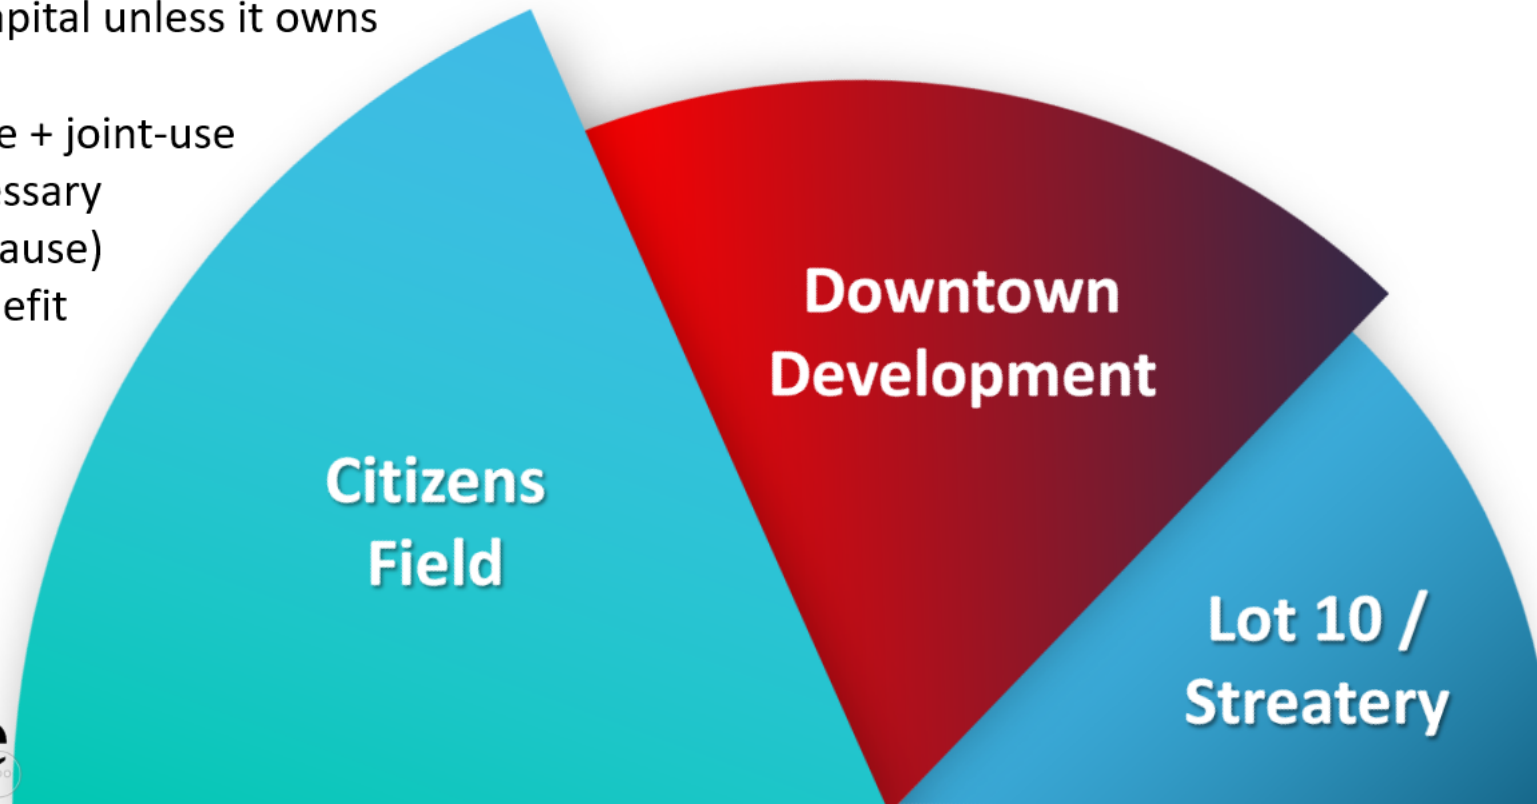 pital unless it owns
e + joint-use
ssary
ause)
efit
Downtown
Development
Citizens
Field
Lot 10 /
Streatery
e